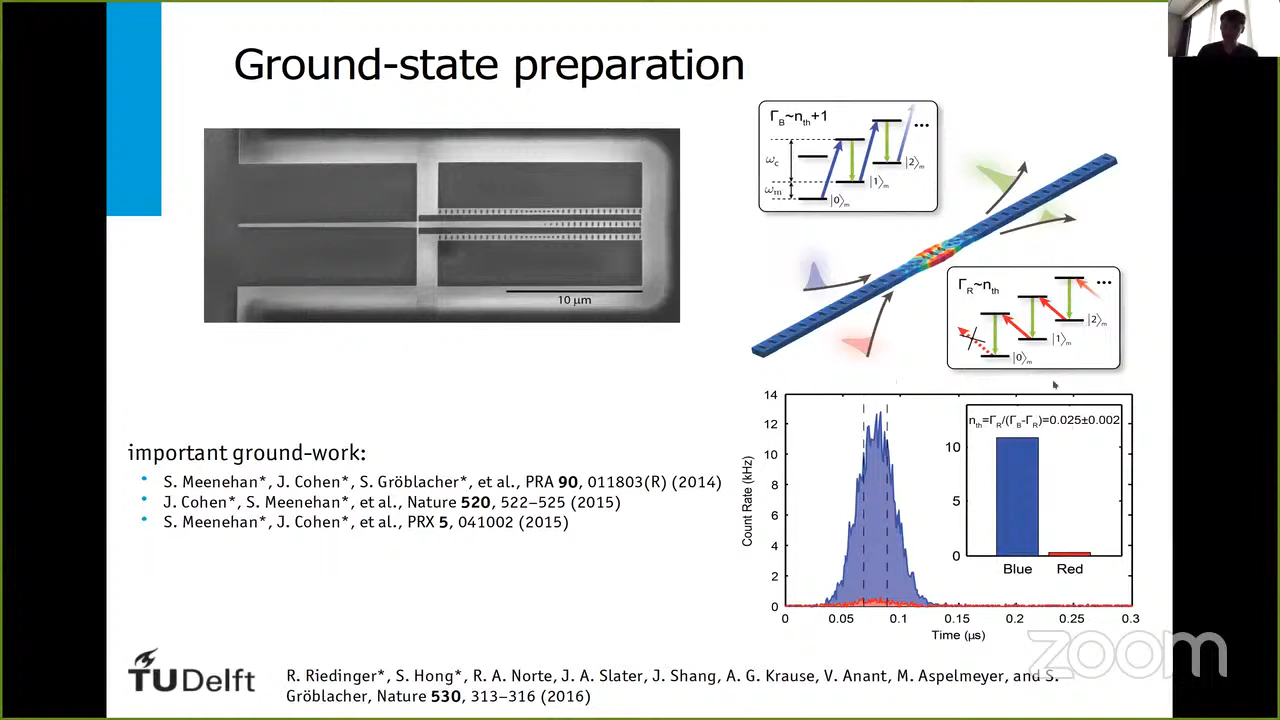 Ground-state preparation
10 μm
Γ_B~n_th+1
ω_c
ω_m
|0⟩_m
|1⟩_m
|2⟩_m
...
Γ_R~n_th
...
|0⟩_m
|1⟩_m
|2⟩_m
important ground-work:
• S. Meenehan*, J. Cohen*, S. Gröblacher*, et al., PRA 90, 011803(R) (2014)
• J. Cohen*, S. Meenehan*, et al., Nature 520, 522–525 (2015)
• S. Meenehan*, J. Cohen*, et al., PRX 5, 041002 (2015)
Count Rate (kHz)
14
12
10
8
6
4
2
0
0 0.05 0.1 0.15 0.2 0.25 0.3
Time (μs)
n_th=Γ_R/(Γ_B-Γ_R)=0.025±0.002
10
5
0
Blue Red
zoom
TUDelft
R. Riedinger*, S. Hong*, R. A. Norte, J. A. Slater, J. Shang, A. G. Krause, V. Anant, M. Aspelmeyer, and S.
Gröblacher, Nature 530, 313–316 (2016)